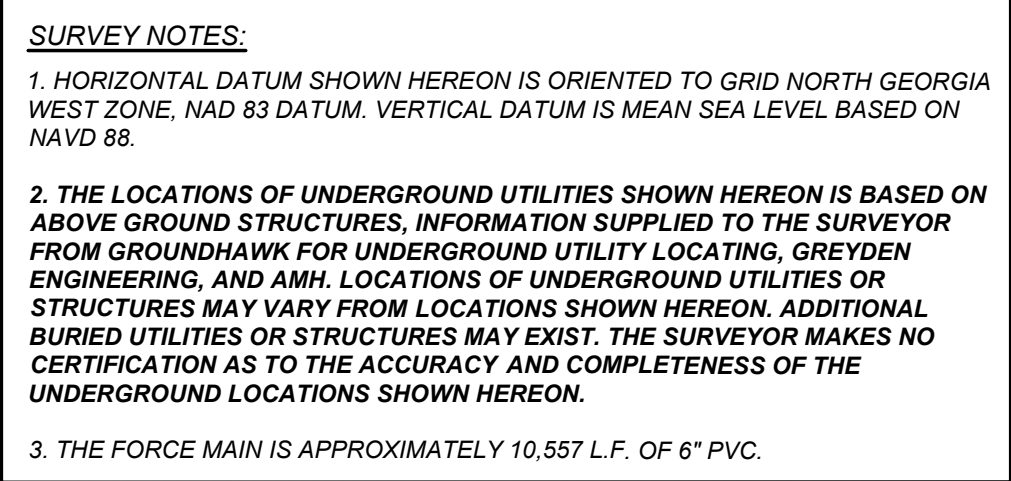 SURVEY NOTES:
1. HORIZONTAL DATUM SHOWN HEREON IS ORIENTED TO GRID NORTH GEORGIA
WEST ZONE, NAD 83 DATUM. VERTICAL DATUM IS MEAN SEA LEVEL BASED ON
NAVD 88.
2. THE LOCATIONS OF UNDERGROUND UTILITIES SHOWN HEREON IS BASED ON
ABOVE GROUND STRUCTURES, INFORMATION SUPPLIED TO THE SURVEYOR
FROM GROUNDHAWK FOR UNDERGROUND UTILITY LOCATING, GREYDEN
ENGINEERING, AND AMH. LOCATIONS OF UNDERGROUND UTILITIES OR
STRUCTURES MAY VARY FROM LOCATIONS SHOWN HEREON. ADDITIONAL
BURIED UTILITIES OR STRUCTURES MAY EXIST. THE SURVEYOR MAKES NO
CERTIFICATION AS TO THE ACCURACY AND COMPLETENESS OF THE
UNDERGROUND LOCATIONS SHOWN HEREON.
3. THE FORCE MAIN IS APPROXIMATELY 10,557 L.F. OF 6" PVC.